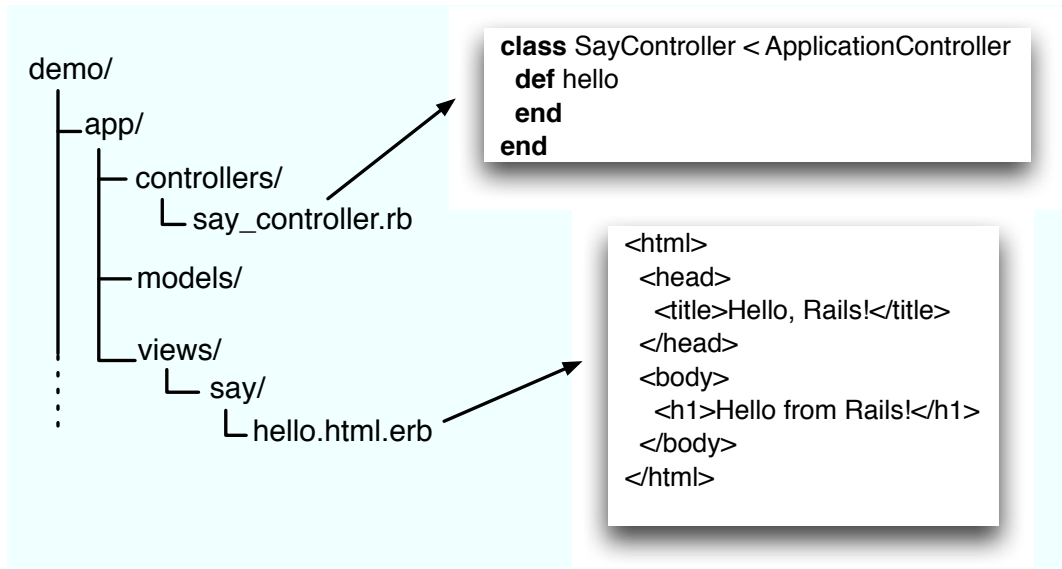 demo/
app/
controllers/
say_controller.rb
models/
views/
say/
hello.html.erb
class SayController < ApplicationController
def hello
end
end
<html>
<head>
<title>Hello, Rails!</title>
</head>
<body>
<h1>Hello from Rails!</h1>
</body>
</html>